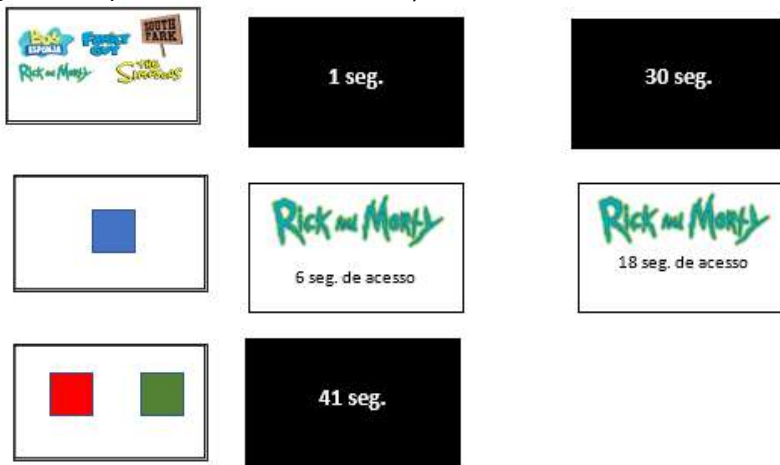 BOB
ESPONJA
FAMILY
GUY
SOUTH
PARK
RICK AND MORTY
THE
SIMPSONS
1 seg.
30 seg.
RICK AND MORTY
6 seg. de acesso
RICK AND MORTY
18 seg. de acesso
41 seg.